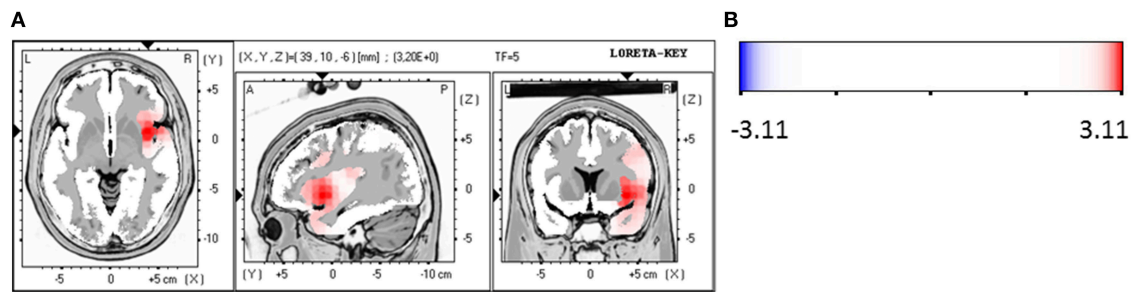 A
B
(X,Y,Z)=(39,10,-6)[mm] ; (3,20E+0) TF=5 LORETA-KEY
L R (Y)
+5
0
-5
-10
-5 0 +5 cm (X)
A P (Z)
+5
0
-5
(Y) +5 0 -5 -10 cm
L R (Z)
+5
0
-5
-5 0 +5 cm (X)
-3.11 3.11